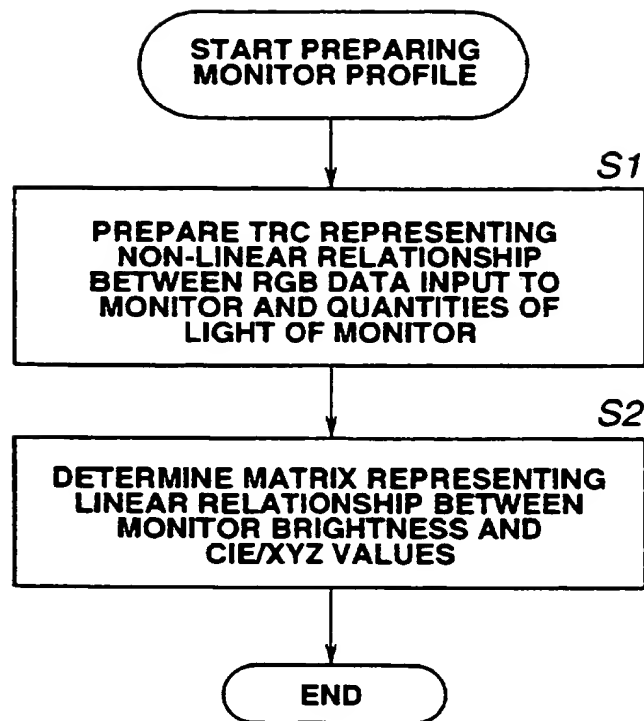 START PREPARING
MONITOR PROFILE
S1
PREPARE TRC REPRESENTING
NON-LINEAR RELATIONSHIP
BETWEEN RGB DATA INPUT TO
MONITOR AND QUANTITIES OF
LIGHT OF MONITOR
S2
DETERMINE MATRIX REPRESENTING
LINEAR RELATIONSHIP BETWEEN
MONITOR BRIGHTNESS AND
CIE/XYZ VALUES
END